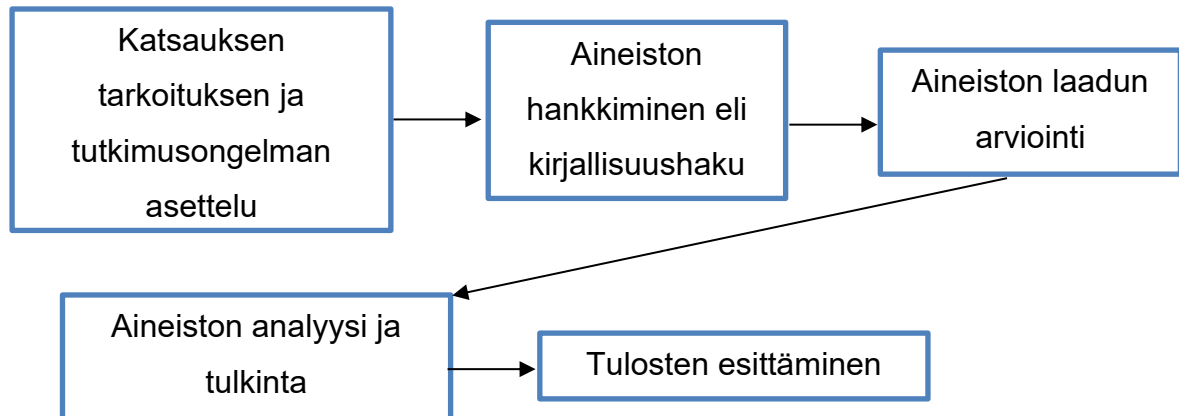 Katsauksen
tarkoituksen ja
tutkimusongelman
asettelu
Aineiston
hankkiminen eli
kirjallisuushaku
Aineiston laadun
arviointi
Aineiston analyysi ja
tulkinta
Tulosten esittäminen